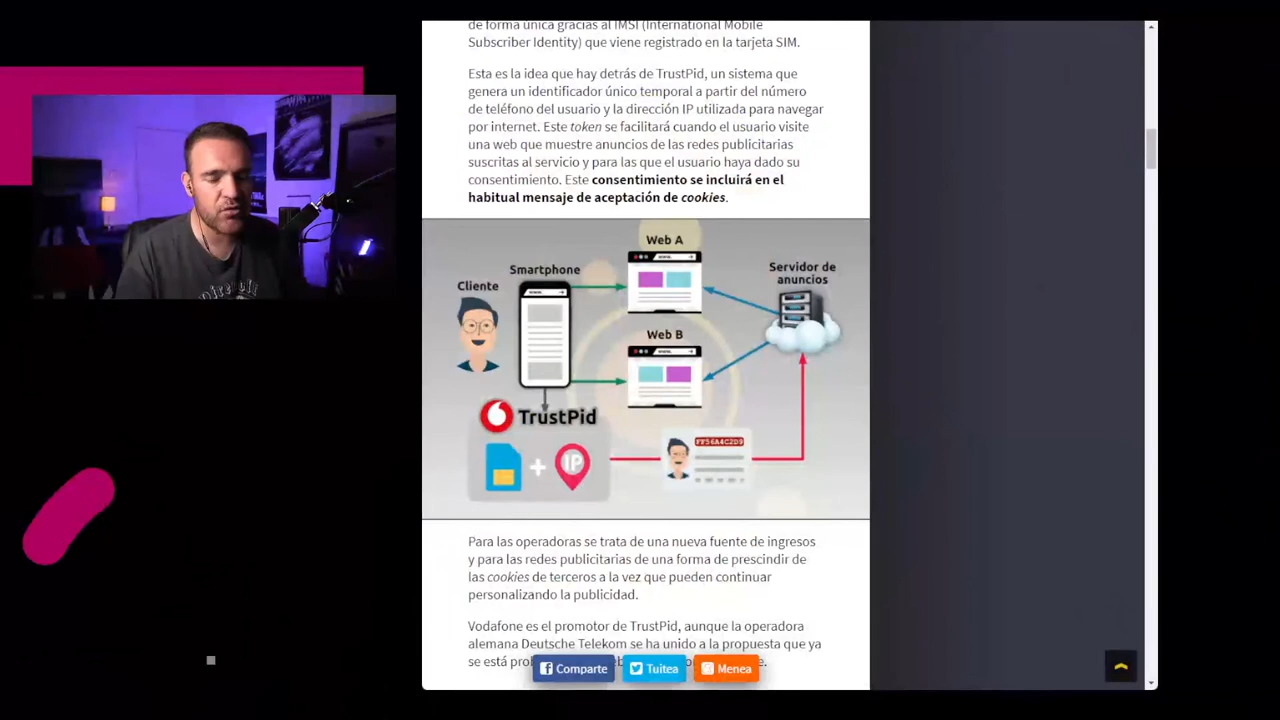 de forma única gracias al IMSI (International Mobile
Subscriber Identity) que viene registrado en la tarjeta SIM.
Esta es la idea que hay detrás de TrustPid, un sistema que
genera un identificador único temporal a partir del número
de teléfono del usuario y la dirección IP utilizada para navegar
por internet. Este token se facilitará cuando el usuario visite
una web que muestre anuncios de las redes publicitarias
suscritas al servicio y para las que el usuario haya dado su
consentimiento. Este consentimiento se incluirá en el
habitual mensaje de aceptación de cookies.
Cliente
Smartphone
Web A
Web B
Servidor de
anuncios
TrustPid
IP
FF56A4C2D9
Para las operadoras se trata de una nueva fuente de ingresos
y para las redes publicitarias de una forma de prescindir de
las cookies de terceros a la vez que pueden continuar
personalizando la publicidad.
Vodafone es el promotor de TrustPid, aunque la operadora
alemana Deutsche Telekom se ha unido a la propuesta que ya
se está
Comparte
Tuitea
Menea